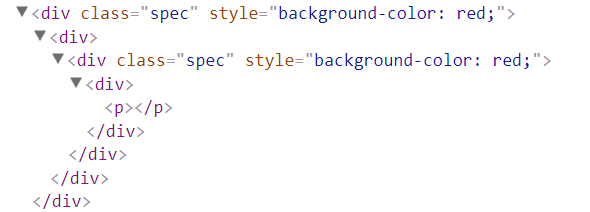 ▼<div class="spec" style="background-color: red;">
▼<div>
▼<div class="spec" style="background-color: red;">
▼<div>
<p></p>
</div>
</div>
</div>
</div>